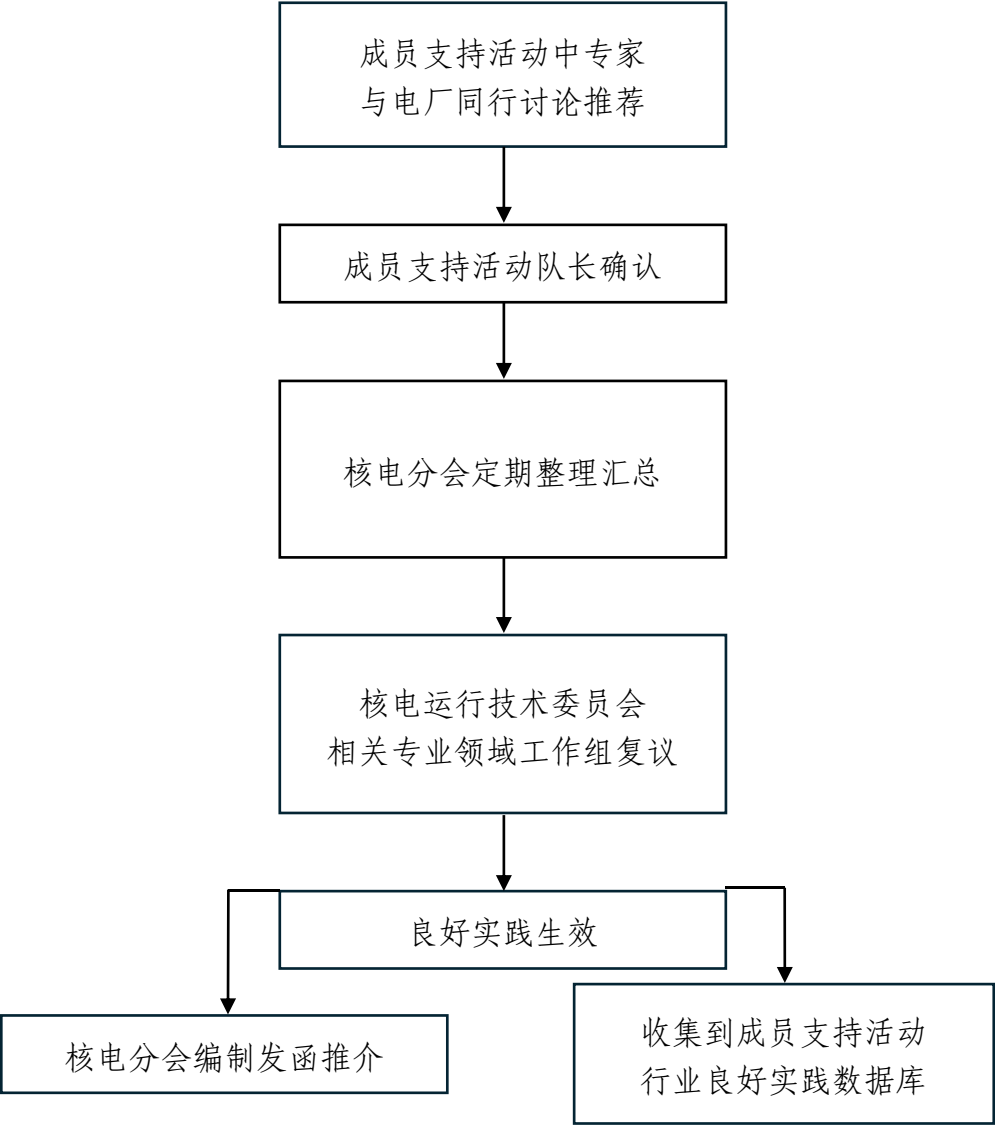 成员支持活动中专家
与电厂同行讨论推荐
成员支持活动队长确认
核电分会定期整理汇总
核电运行技术委员会
相关专业领域工作组复议
良好实践生效
核电分会编制发函推介
收集到成员支持活动
行业良好实践数据库